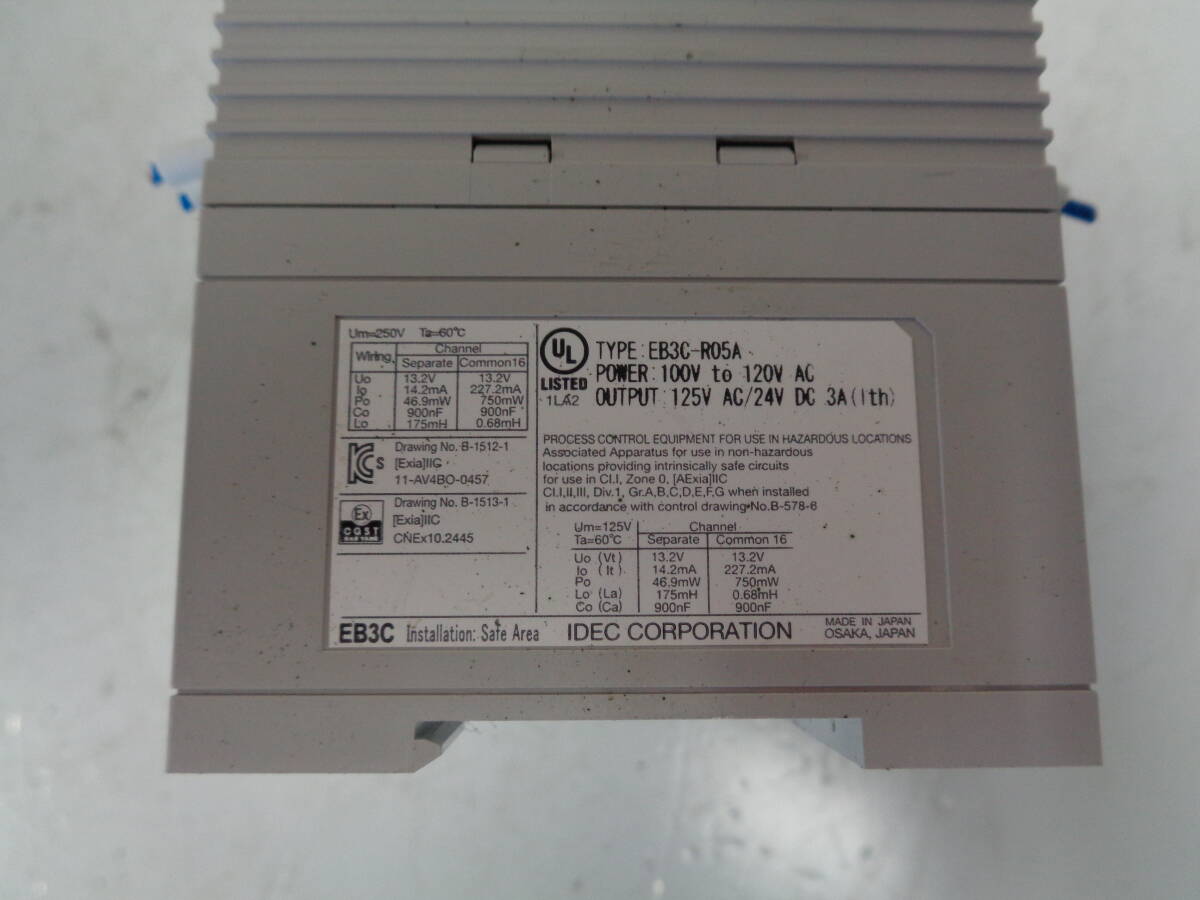 Um=250V Ta=60°C
Wiring Channel
Separate Common16
Uo 13.2V 13.2V
Io 14.2mA 227.2mA
Po 46.9mW 750mW
Co 900nF 900nF
Lo 175mH 0.68mH
KCs
Drawing No. B-1512-1
[Exia]IIC
11-AV4BO-0457
Ex
CQST
Drawing No. B-1513-1
[Exia]IIC
CNEx10.2445
UL
LISTED
1LA2
TYPE:EB3C-R05A
POWER:100V to 120V AC
OUTPUT:125V AC/24V DC 3A(Ith)
PROCESS CONTROL EQUIPMENT FOR USE IN HAZARDOUS LOCATIONS
Associated Apparatus for use in non-hazardous
locations providing intrinsically safe circuits
for use in Cl.I, Zone 0, [AExia]IIC
Cl.I,II,III, Div.1, Gr.A,B,C,D,E,F,G when installed
in accordance with control drawing No.B-578-6
Um=125V Channel
Ta=60°C Separate Common 16
Uo (Vt) 13.2V 13.2V
Io (It) 14.2mA 227.2mA
Po 46.9mW 750mW
Lo (La) 175mH 0.68mH
Co (Ca) 900nF 900nF
EB3C Installation: Safe Area IDEC CORPORATION
MADE IN JAPAN
OSAKA, JAPAN